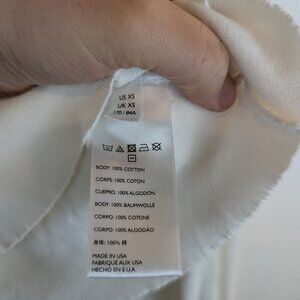 US XS
UK XS
170 / 84A
BODY: 100% COTTON
CORPS: 100% COTON
CUERPO: 100% ALGODÓN
BODY: 100% BAUMWOLLE
CORPO: 100% COTONE
CORPO: 100% ALGODÃO
身体: 100% 棉
MADE IN USA
FABRIQUÉ AUX USA
HECHO EN E.U.A.